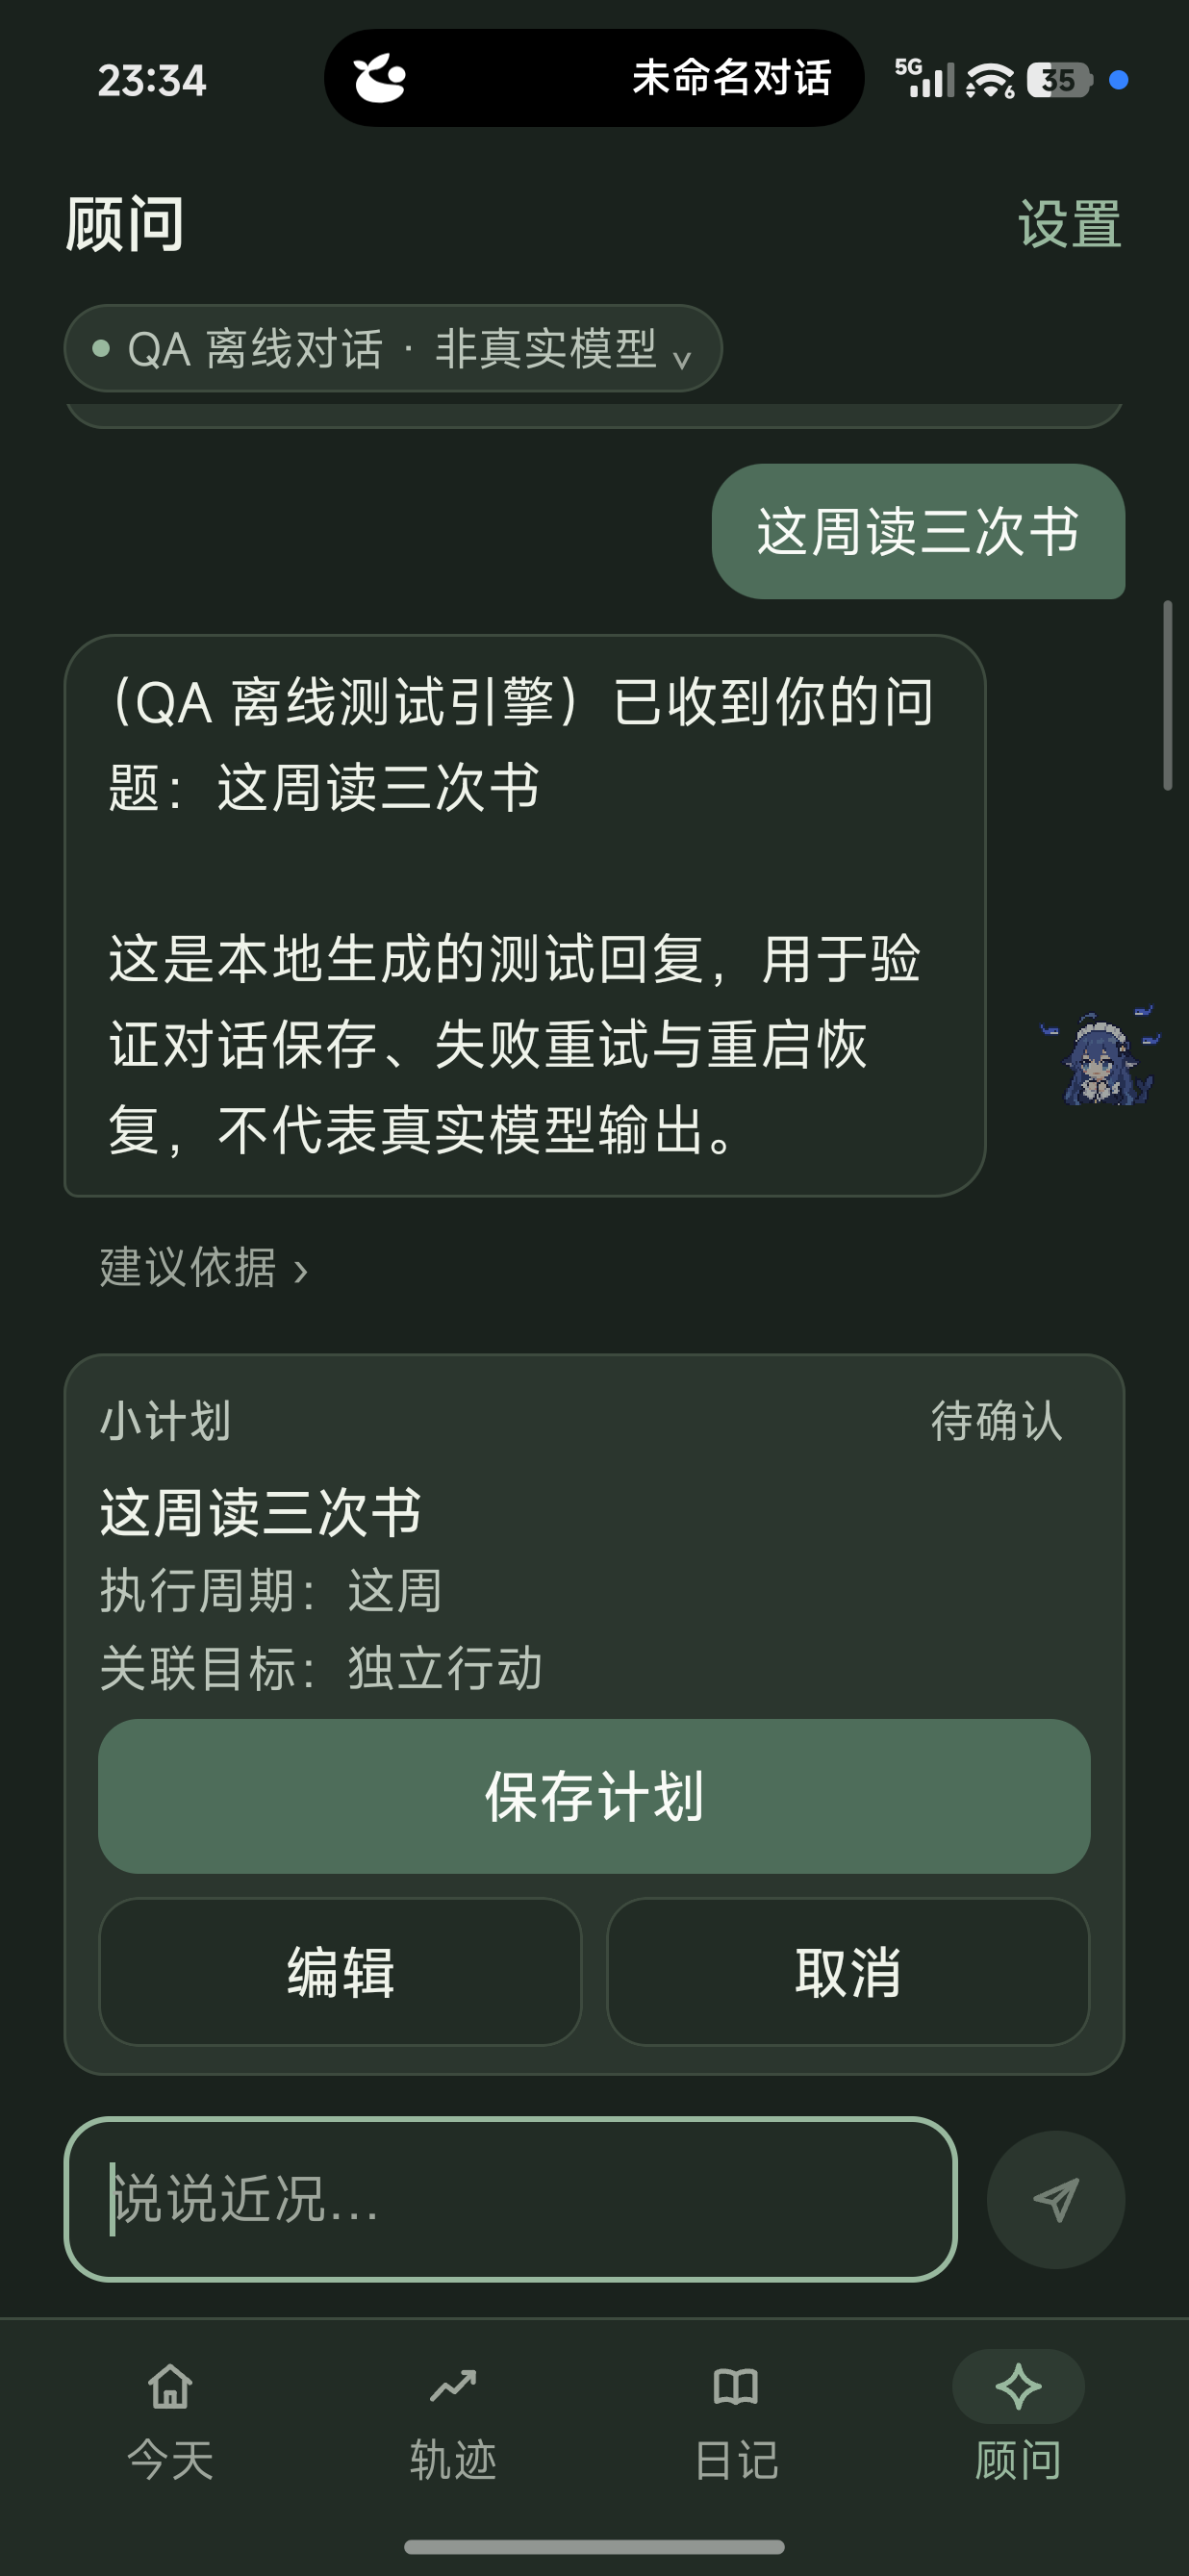 23:34
未命名对话
5G
6
35
顾问
设置
QA 离线对话 · 非真实模型
这周读三次书
（QA 离线测试引擎）已收到你的问
题：这周读三次书
这是本地生成的测试回复，用于验
证对话保存、失败重试与重启恢
复，不代表真实模型输出。
建议依据 ›
小计划
待确认
这周读三次书
执行周期：这周
关联目标：独立行动
保存计划
编辑
取消
说说近况...
今天
轨迹
日记
顾问